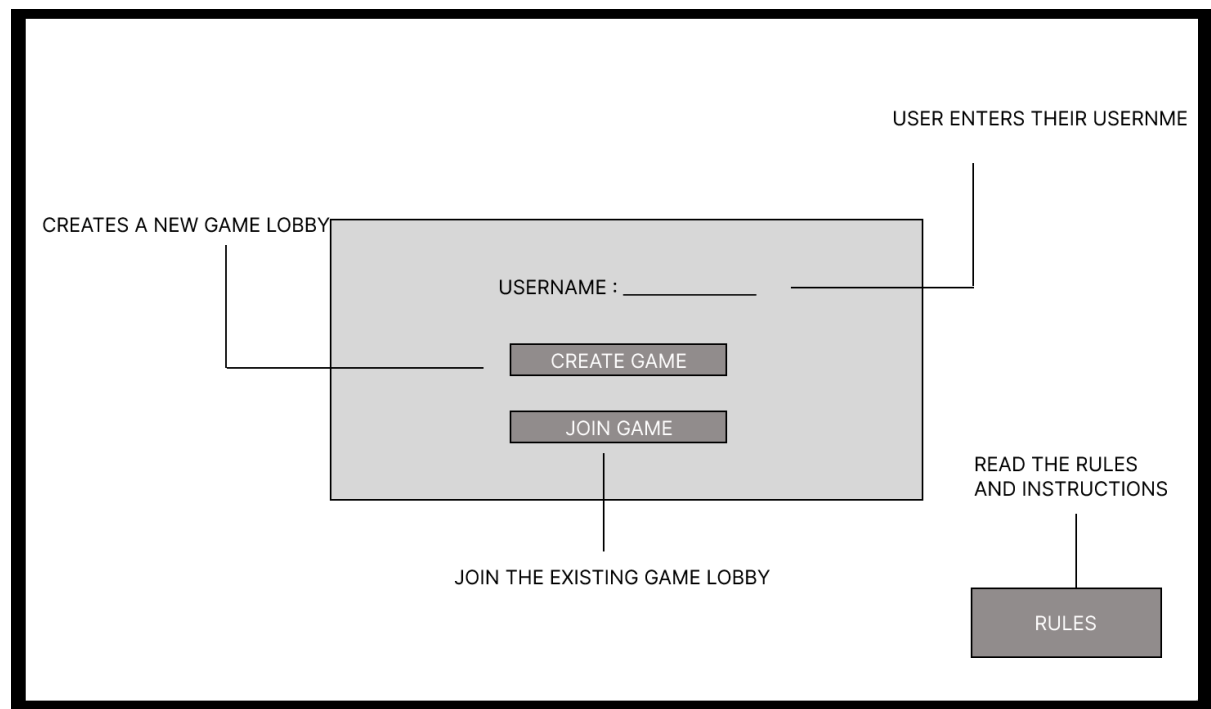 USER ENTERS THEIR USERNME
CREATES A NEW GAME LOBBY
USERNAME : ___________
CREATE GAME
JOIN GAME
READ THE RULES
AND INSTRUCTIONS
JOIN THE EXISTING GAME LOBBY
RULES